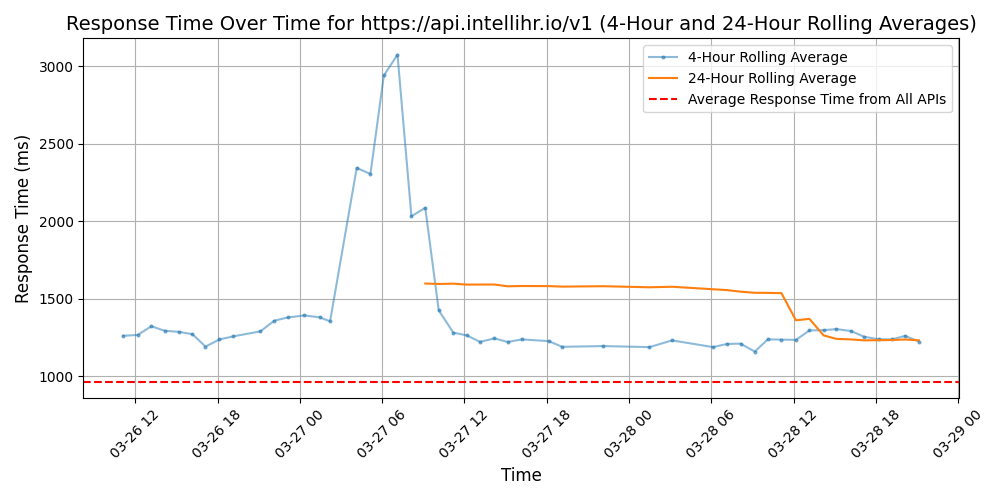 Response Time Over Time for https://api.intellihr.io/v1 (4-Hour and 24-Hour Rolling Averages)
4-Hour Rolling Average
24-Hour Rolling Average
Average Response Time from All APIs
Response Time (ms)
3000
2500
2000
1500
1000
03-26 12
03-26 18
03-27 00
03-27 06
03-27 12
03-27 18
03-28 00
03-28 06
03-28 12
03-28 18
03-29 00
Time